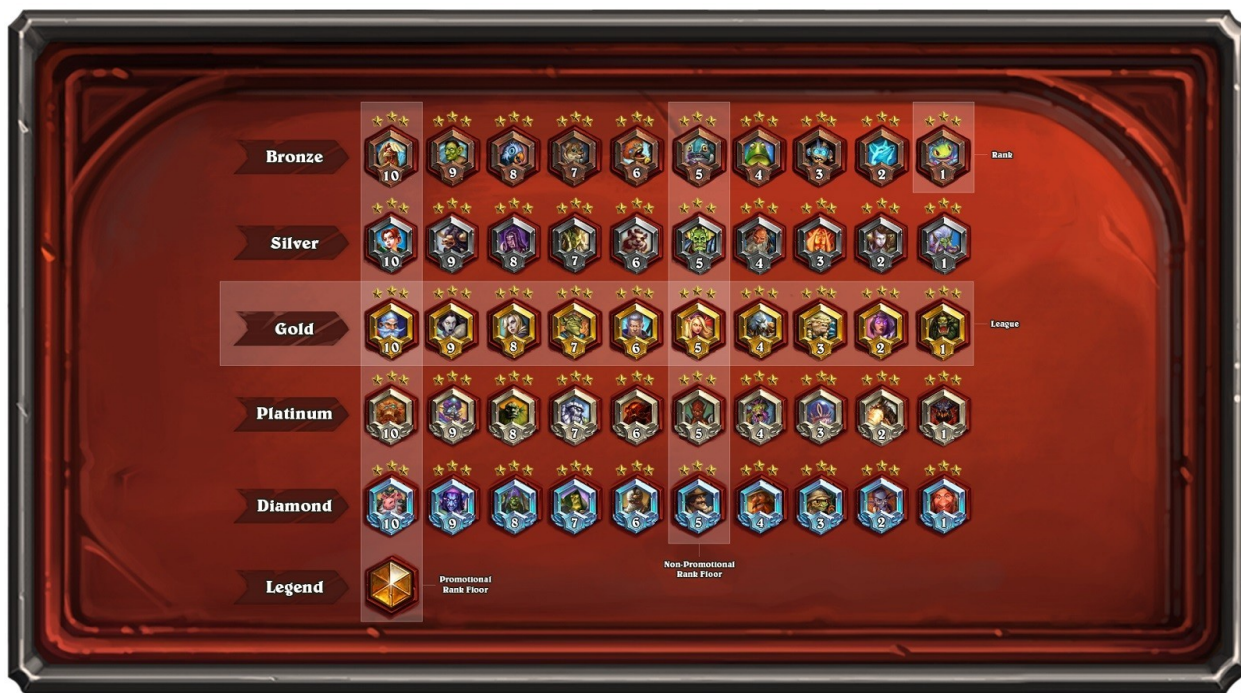 Bronze
10 9 8 7 6 5 4 3 2 1
Rank
Silver
10 9 8 7 6 5 4 3 2 1
Gold
10 9 8 7 6 5 4 3 2 1
League
Platinum
10 9 8 7 6 5 4 3 2 1
Diamond
10 9 8 7 6 5 4 3 2 1
Non-Promotional
Rank Floor
Legend
Promotional
Rank Floor